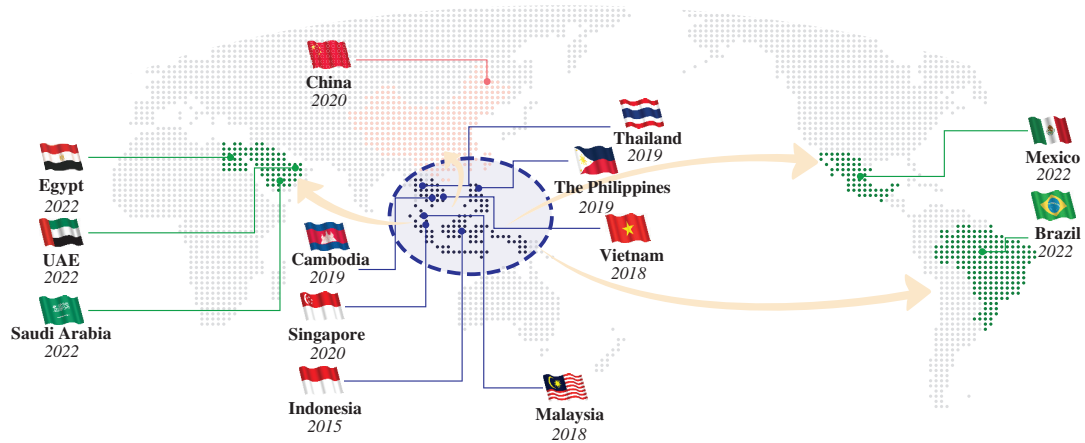 China
2020
Thailand
2019
Egypt
2022
The Philippines
2019
Mexico
2022
UAE
2022
Cambodia
2019
Vietnam
2018
Brazil
2022
Saudi Arabia
2022
Singapore
2020
Indonesia
2015
Malaysia
2018